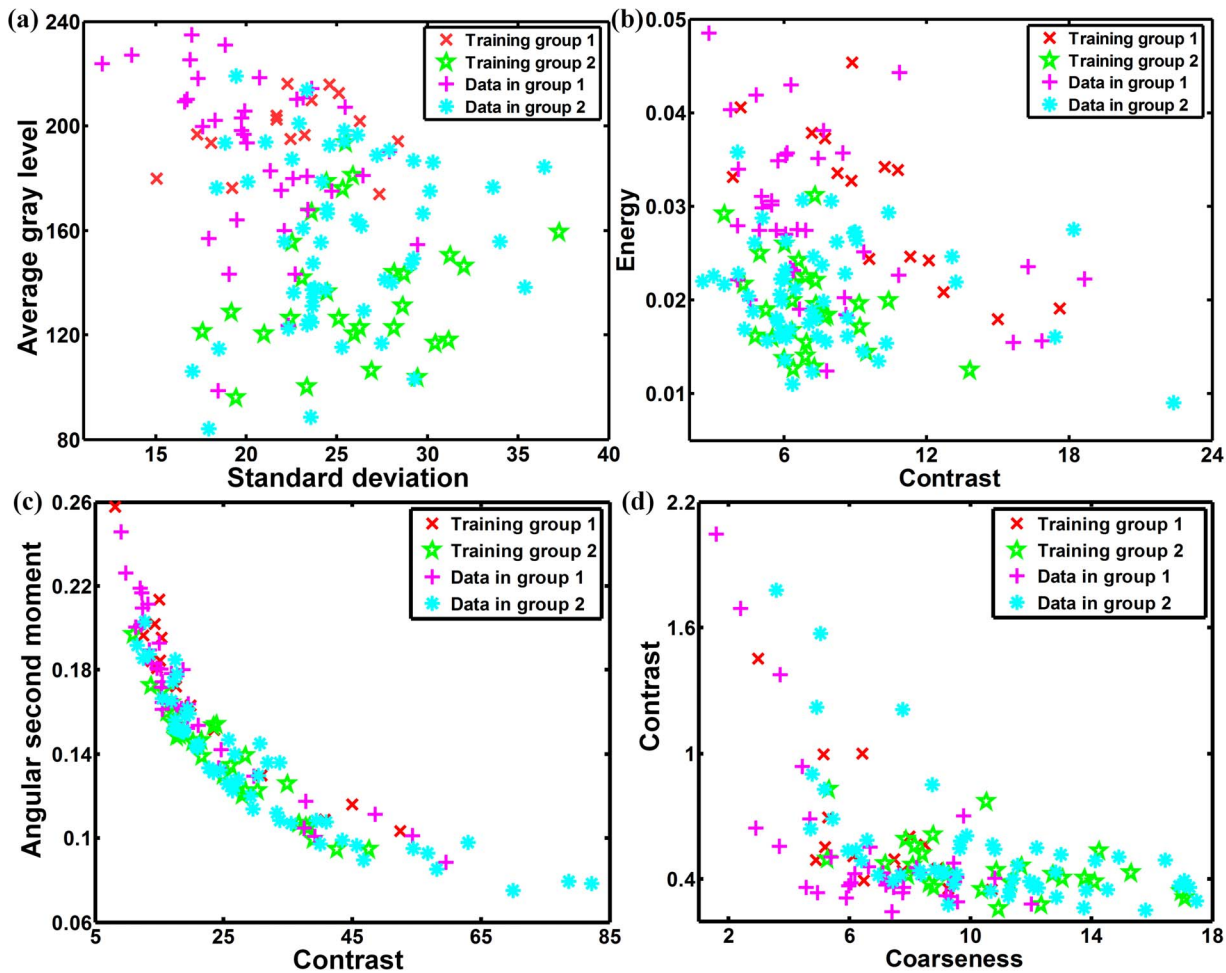 (a)
240
200
160
120
80
Average gray level
15 20 25 30 35 40
Standard deviation
Training group 1
Training group 2
Data in group 1
Data in group 2
(b)
0.05
0.04
0.03
0.02
0.01
Energy
6 12 18 24
Contrast
Training group 1
Training group 2
Data in group 1
Data in group 2
(c)
0.26
0.22
0.18
0.14
0.1
0.06
Angular second moment
5 25 45 65 85
Contrast
Training group 1
Training group 2
Data in group 1
Data in group 2
(d)
2.2
1.6
1
0.4
Contrast
2 6 10 14 18
Coarseness
Training group 1
Training group 2
Data in group 1
Data in group 2